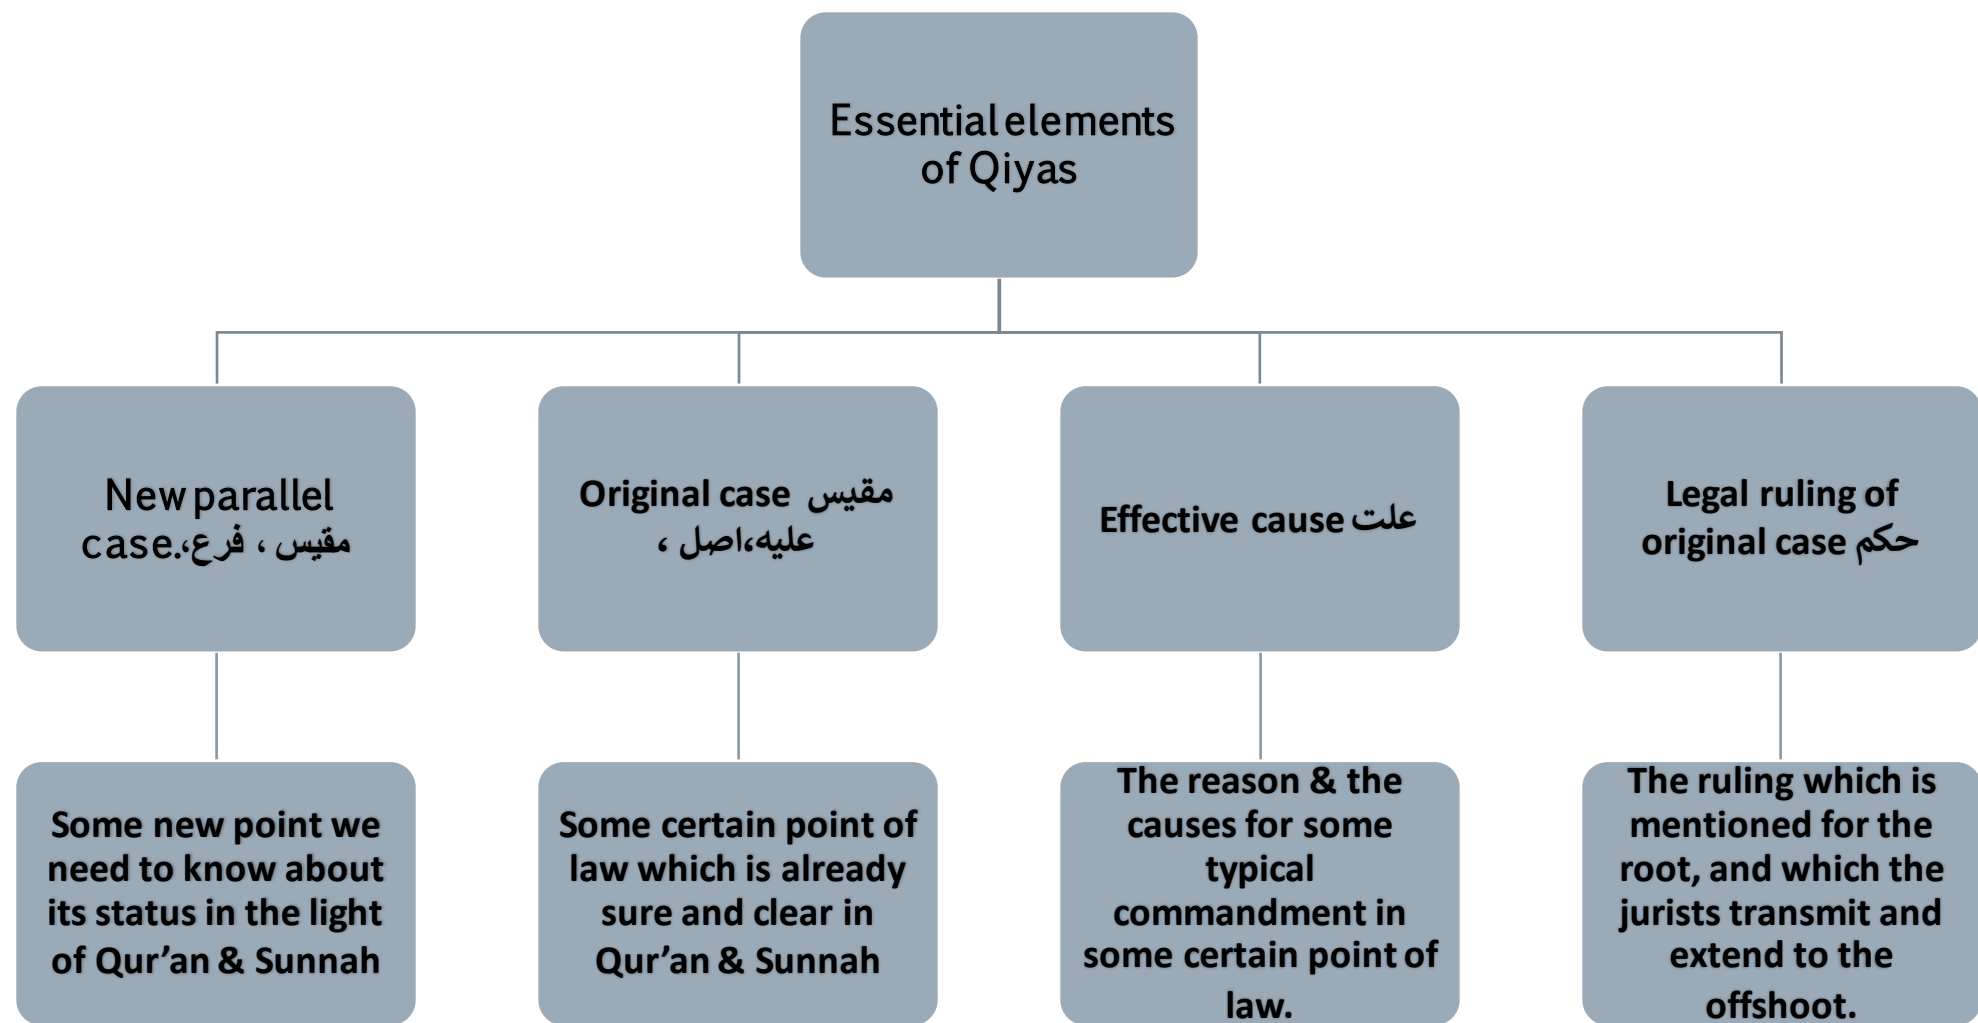 Essential elements
of Qiyas
New parallel
case.مقیس ، فرع،
Original case مقیس
علیه،اصل ،
Effective cause علت
Legal ruling of
original case حکم
Some new point we
need to know about
its status in the light
of Qur’an & Sunnah
Some certain point of
law which is already
sure and clear in
Qur’an & Sunnah
The reason & the
causes for some
typical
commandment in
some certain point of
law.
The ruling which is
mentioned for the
root, and which the
jurists transmit and
extend to the
offshoot.